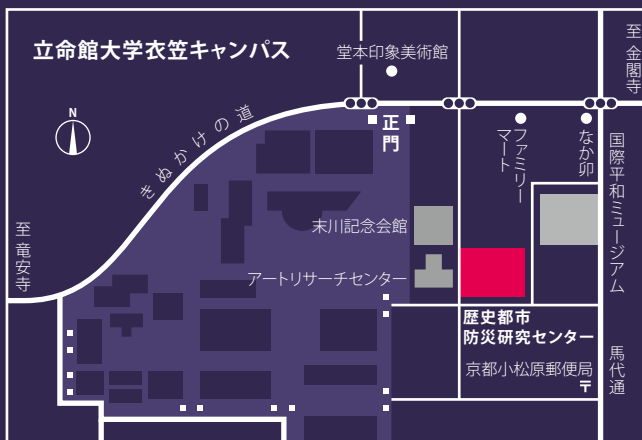 立命館大学衣笠キャンパス
堂本印象美術館
至 金閣寺
N
きぬかけの道
正門
ファミリーマート
なか卯
国際平和ミュージアム
至 竜安寺
末川記念会館
アートリサーチセンター
歴史都市
防災研究センター
京都小松原郵便局
〒
馬代通